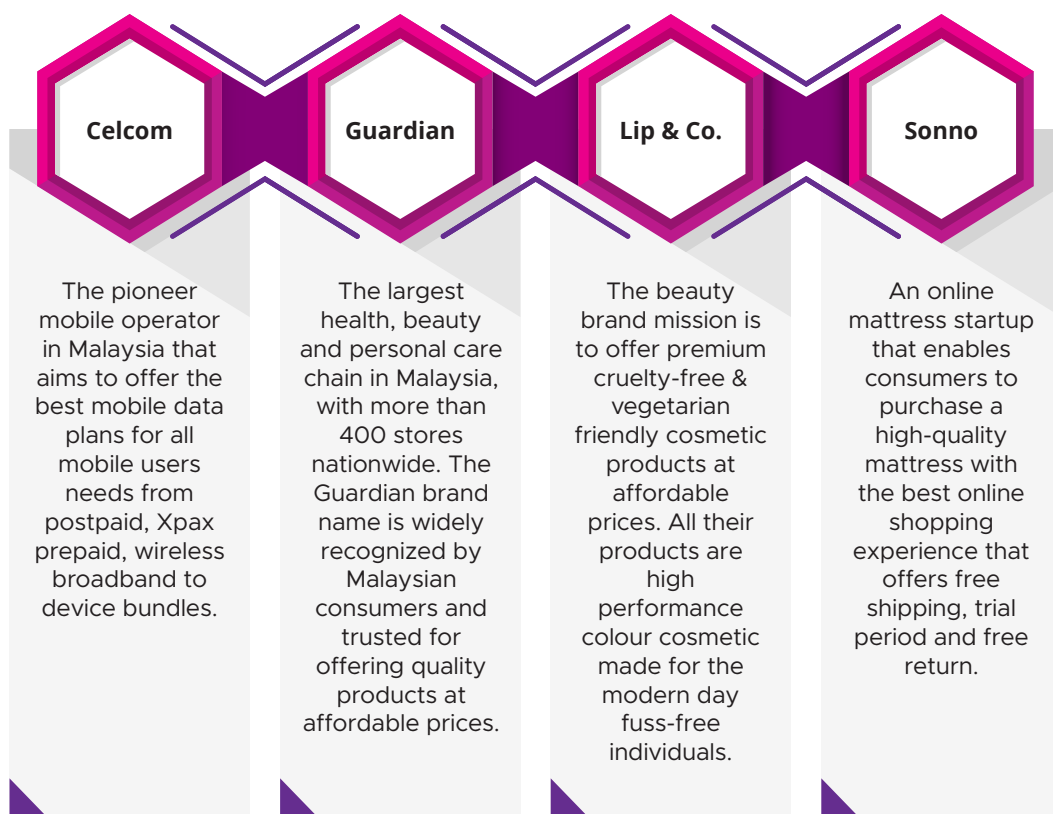 Celcom
The pioneer
mobile operator
in Malaysia that
aims to offer the
best mobile data
plans for all
mobile users
needs from
postpaid, Xpax
prepaid, wireless
broadband to
device bundles.
Guardian
The largest
health, beauty
and personal care
chain in Malaysia,
with more than
400 stores
nationwide. The
Guardian brand
name is widely
recognized by
Malaysian
consumers and
trusted for
offering quality
products at
affordable prices.
Lip & Co.
The beauty
brand mission is
to offer premium
cruelty-free &
vegetarian
friendly cosmetic
products at
affordable
prices. All their
products are
high
performance
colour cosmetic
made for the
modern day
fuss-free
individuals.
Sonno
An online
mattress startup
that enables
consumers to
purchase a
high-quality
mattress with
the best online
shopping
experience that
offers free
shipping, trial
period and free
return.